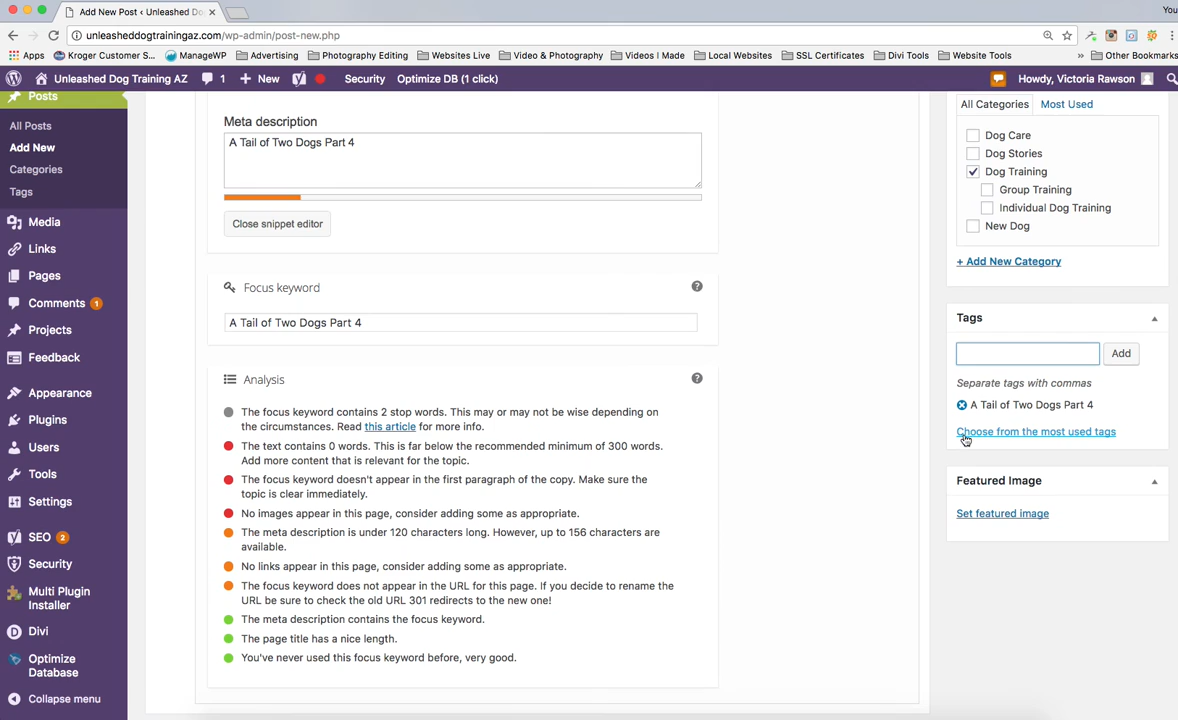 Add New Post ‹ Unleashed Do
You
unleasheddogtrainingaz.com/wp-admin/post-new.php
Apps
Kroger Customer S...
ManageWP
Advertising
Photography Editing
Websites Live
Video & Photography
Videos I Made
Local Websites
SSL Certificates
Divi Tools
Website Tools
»
Other Bookmarks
Unleashed Dog Training AZ
1
+ New
Security
Optimize DB (1 click)
Howdy, Victoria Rawson
Posts
All Posts
Add New
Categories
Tags
Media
Links
Pages
Comments 1
Projects
Feedback
Appearance
Plugins
Users
Tools
Settings
SEO 2
Security
Multi Plugin
Installer
Divi
Optimize
Database
Collapse menu
Meta description
A Tail of Two Dogs Part 4
Close snippet editor
Focus keyword
A Tail of Two Dogs Part 4
Analysis
The focus keyword contains 2 stop words. This may or may not be wise depending on
the circumstances. Read this article for more info.
The text contains 0 words. This is far below the recommended minimum of 300 words.
Add more content that is relevant for the topic.
The focus keyword doesn't appear in the first paragraph of the copy. Make sure the
topic is clear immediately.
No images appear in this page, consider adding some as appropriate.
The meta description is under 120 characters long. However, up to 156 characters are
available.
No links appear in this page, consider adding some as appropriate.
The focus keyword does not appear in the URL for this page. If you decide to rename the
URL be sure to check the old URL 301 redirects to the new one!
The meta description contains the focus keyword.
The page title has a nice length.
You've never used this focus keyword before, very good.
All Categories
Most Used
Dog Care
Dog Stories
Dog Training
Group Training
Individual Dog Training
New Dog
+ Add New Category
Tags
Add
Separate tags with commas
A Tail of Two Dogs Part 4
Choose from the most used tags
Featured Image
Set featured image